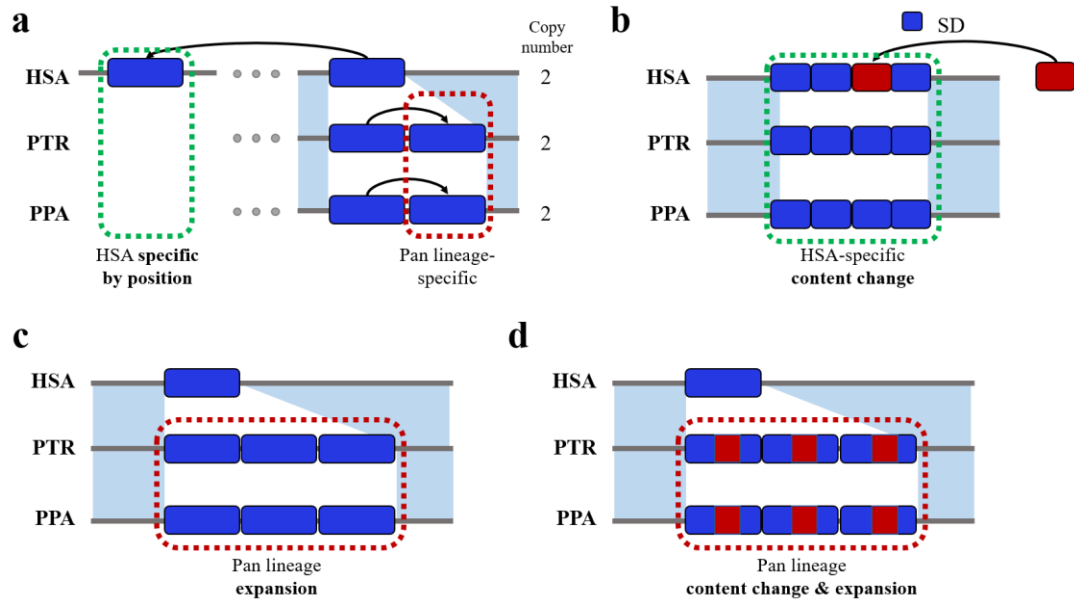 a
Copy
number
HSA
2
PTR
2
PPA
2
HSA specific
by position
Pan lineage-
specific
b
SD
HSA
PTR
PPA
HSA-specific
content change
c
HSA
PTR
PPA
Pan lineage
expansion
d
HSA
PTR
PPA
Pan lineage
content change & expansion